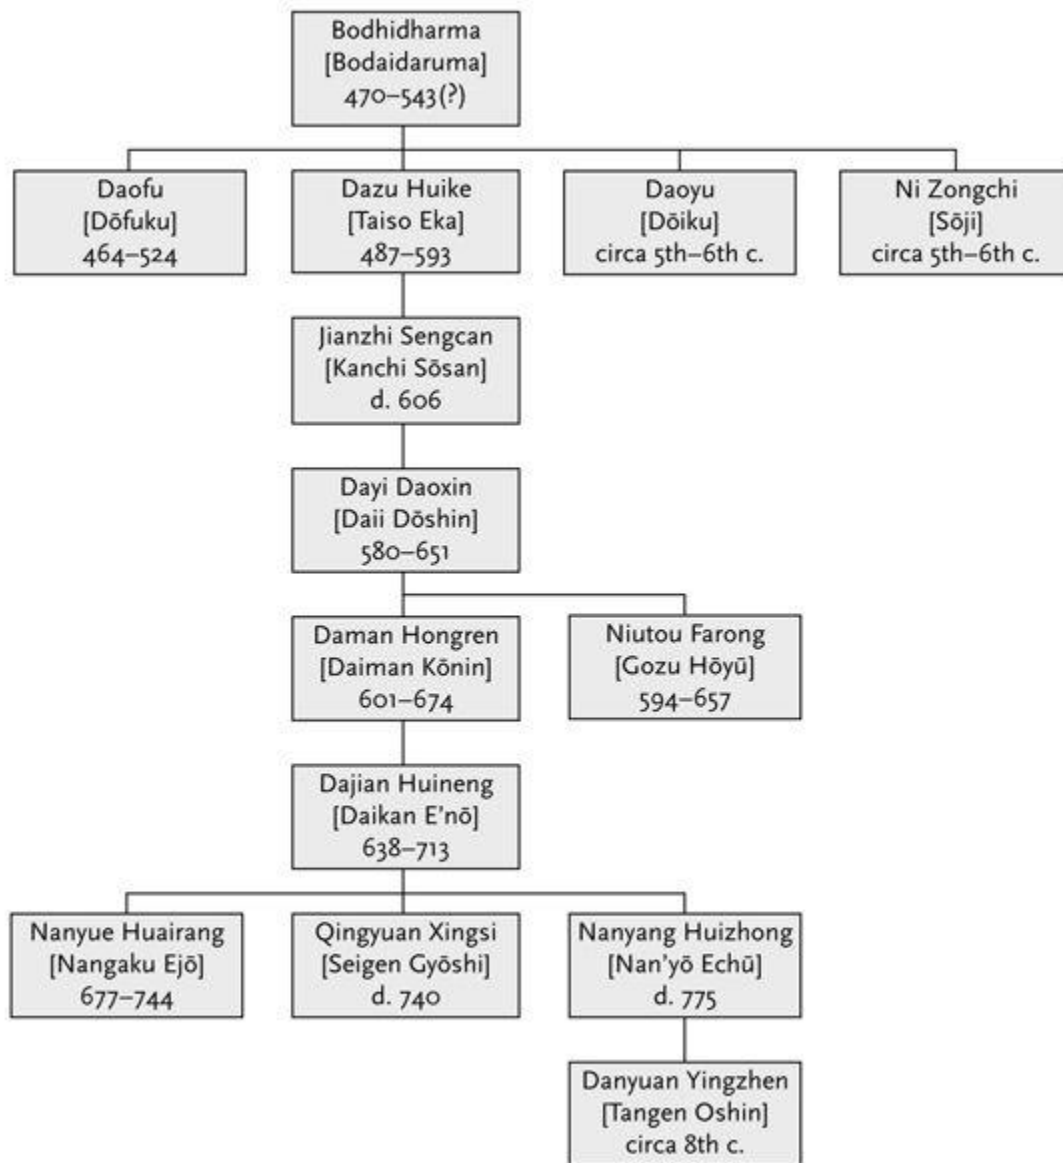 Bodhidharma
[Bodaidaruma]
470–543(?)
Daofu
[Dōfuku]
464–524
Dazu Huike
[Taiso Eka]
487–593
Daoyu
[Dōiku]
circa 5th–6th c.
Ni Zongchi
[Sōji]
circa 5th–6th c.
Jianzhi Sengcan
[Kanchi Sōsan]
d. 606
Dayi Daoxin
[Daii Dōshin]
580–651
Daman Hongren
[Daiman Kōnin]
601–674
Niutou Farong
[Gozu Hōyū]
594–657
Dajian Huineng
[Daikan E’nō]
638–713
Nanyue Huairang
[Nangaku Ejō]
677–744
Qingyuan Xingsi
[Seigen Gyōshi]
d. 740
Nanyang Huizhong
[Nan’yō Echū]
d. 775
Danyuan Yingzhen
[Tangen Oshin]
circa 8th c.